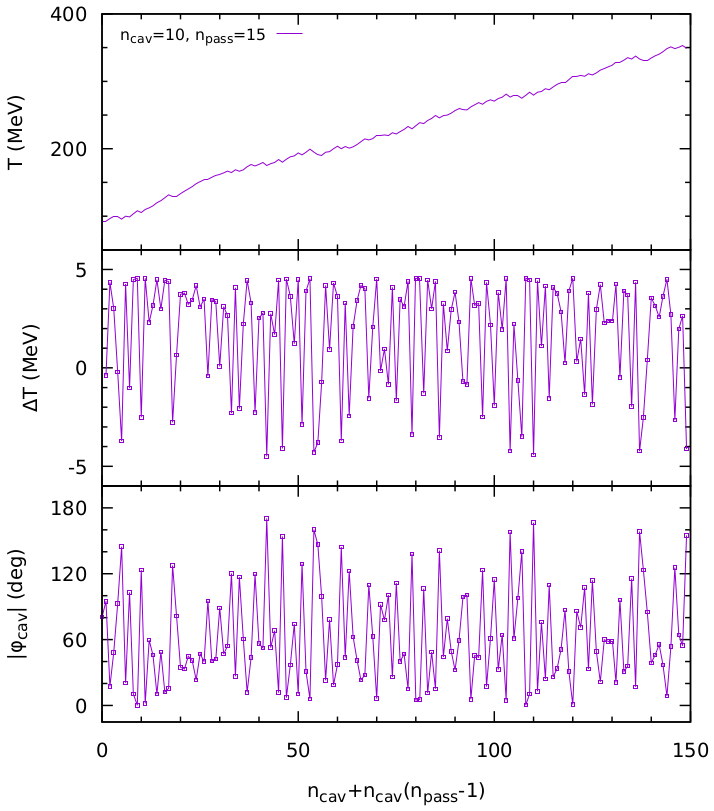 400
n_cav=10, n_pass=15
200
T (MeV)
5
0
-5
ΔT (MeV)
180
120
60
0
|φ_cav| (deg)
0 50 100 150
n_cav+n_cav(n_pass-1)